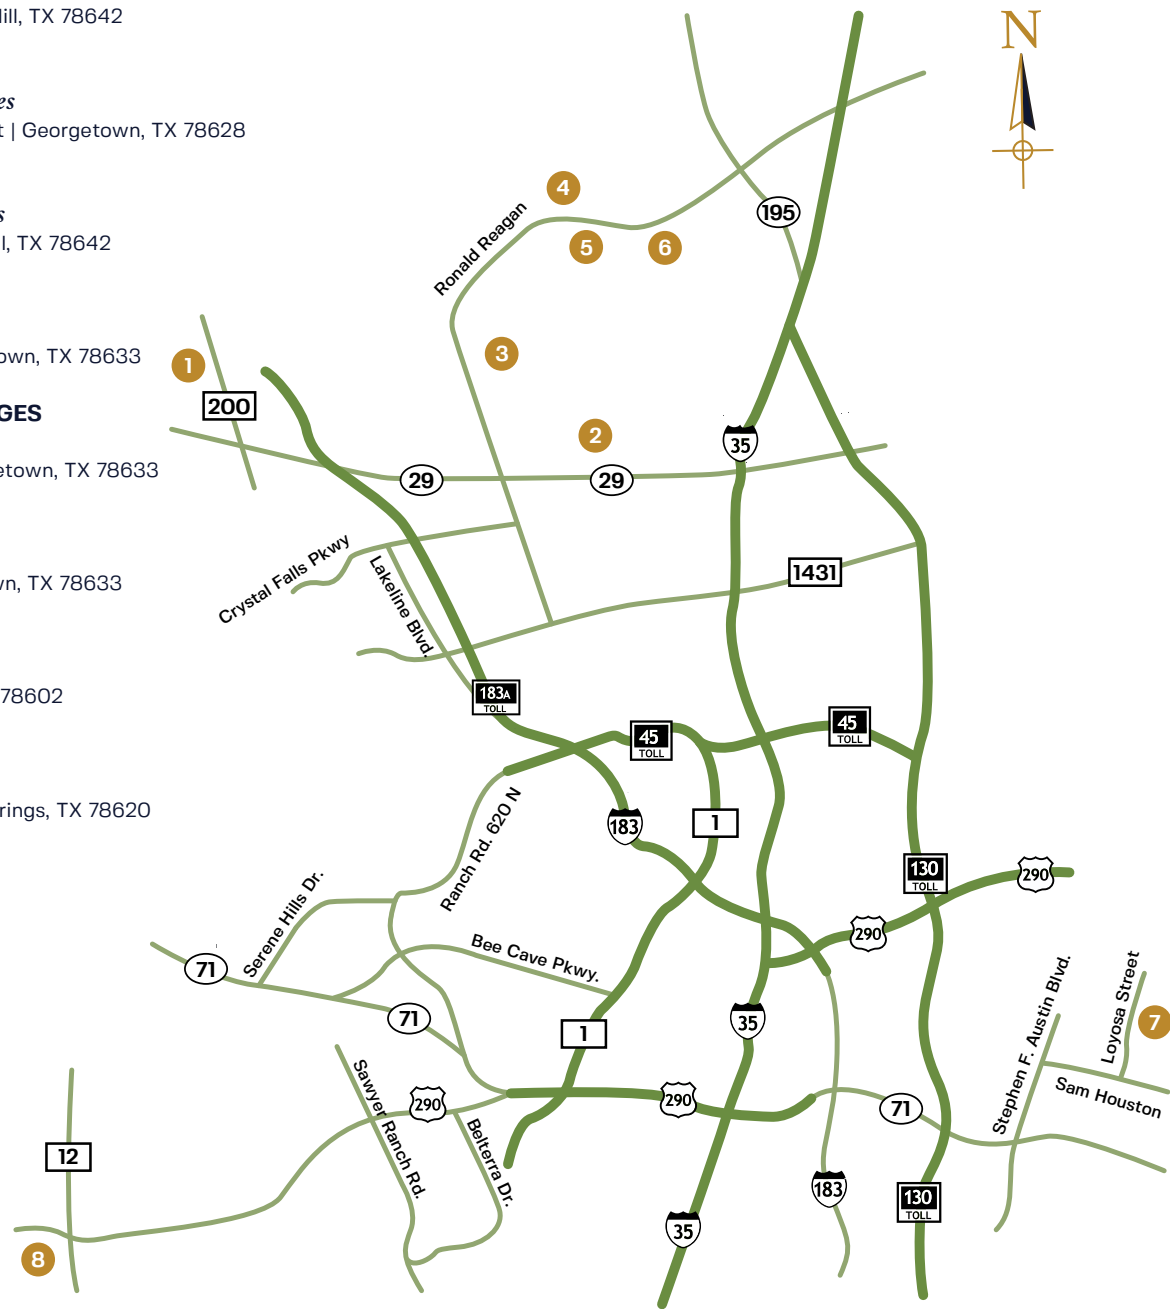 ill, TX 78642
es
t | Georgetown, TX 78628
s
l, TX 78642
own, TX 78633
GES
etown, TX 78633
wn, TX 78633
78602
rings, TX 78620
N
4
195
5
6
Ronald Reagan
3
1
200
2
35
29
29
Crystal Falls Pkwy
Lakeline Blvd.
1431
183A
TOLL
45
TOLL
45
TOLL
183
1
Ranch Rd. 620 N
130
TOLL
290
290
Serene Hills Dr.
Bee Cave Pkwy.
71
71
1
35
Stephen F. Austin Blvd.
Loyosa Street
7
Sam Houston
Sawyer Ranch Rd.
290
Belterra Dr.
290
71
12
183
130
TOLL
35
8